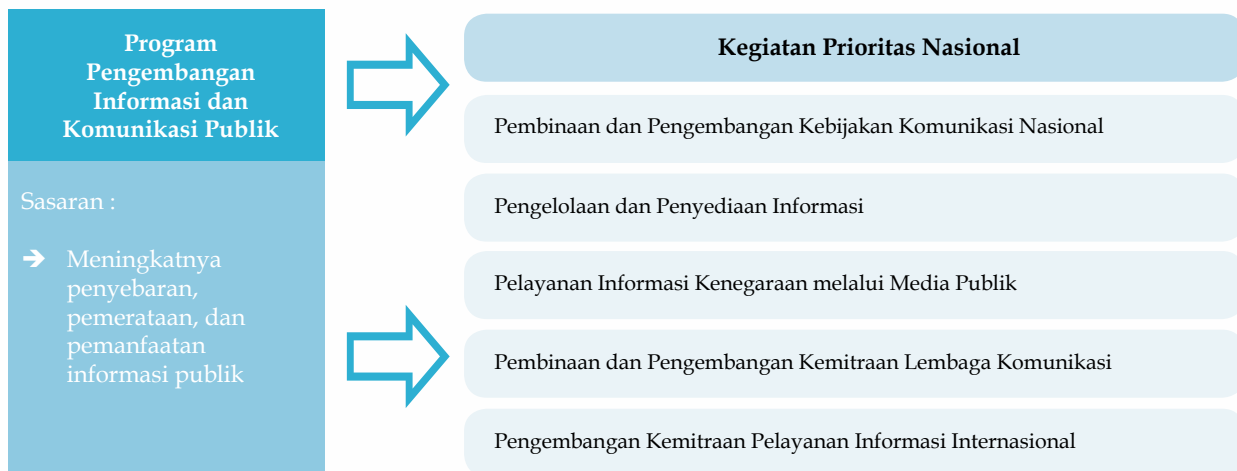 Program
Pengembangan
Informasi dan
Komunikasi Publik
Sasaran :
➔ Meningkatnya
penyebaran,
pemerataan, dan
pemanfaatan
informasi publik
Kegiatan Prioritas Nasional
Pembinaan dan Pengembangan Kebijakan Komunikasi Nasional
Pengelolaan dan Penyediaan Informasi
Pelayanan Informasi Kenegaraan melalui Media Publik
Pembinaan dan Pengembangan Kemitraan Lembaga Komunikasi
Pengembangan Kemitraan Pelayanan Informasi Internasional